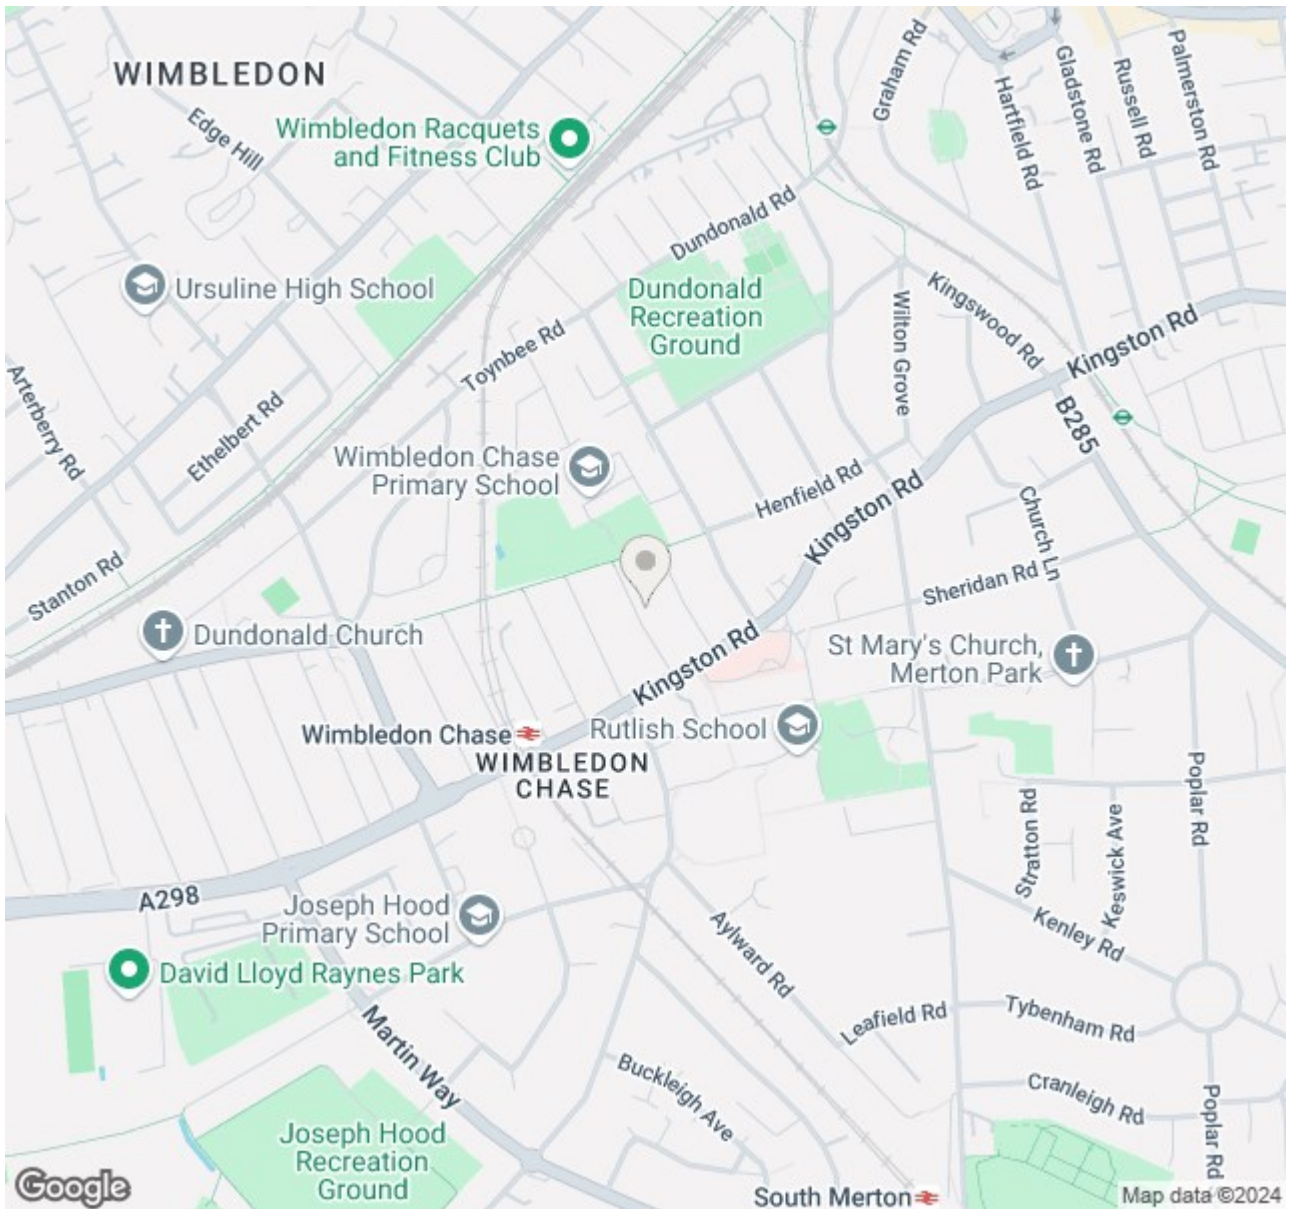 WIMBLEDON
Edge Hill
Wimbledon Racquets
and Fitness Club
Graham Rd
Hartfield Rd
Gladstone Rd
Russell Rd
Palmerston Rd
Dundonald Rd
Ursuline High School
Dundonald
Recreation
Ground
Wilton Grove
Kingswood Rd
Kingston Rd
Toynbee Rd
Arterberry Rd
Ethelbert Rd
B285
Wimbledon Chase
Primary School
Henfield Rd
Kingston Rd
Church Ln
Stanton Rd
Sheridan Rd
Dundonald Church
Kingston Rd
St Mary's Church,
Merton Park
Wimbledon Chase
Rutlish School
WIMBLEDON
CHASE
Poplar Rd
Stratton Rd
Keswick Ave
A298
Joseph Hood
Primary School
Aylward Rd
Kenley Rd
David Lloyd Raynes Park
Martin Way
Leafield Rd
Tybenham Rd
Buckleigh Ave
Cranleigh Rd
Poplar Rd
Joseph Hood
Recreation
Ground
South Merton
Google
Map data ©2024